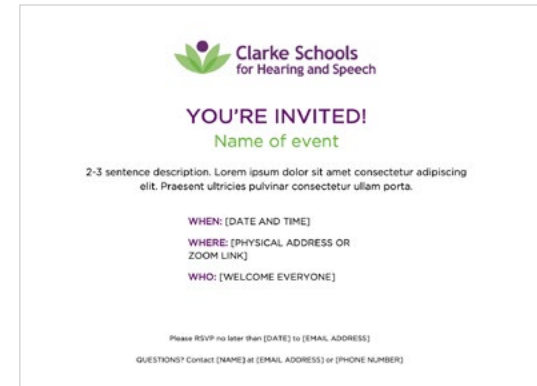 Clarke Schools
for Hearing and Speech
YOU'RE INVITED!
Name of event
2-3 sentence description. Lorem ipsum dolor sit amet consectetur adipiscing
elit. Praesent ultricies pulvinar consectetur ullam porta.
WHEN: [DATE AND TIME]
WHERE: [PHYSICAL ADDRESS OR
ZOOM LINK]
WHO: [WELCOME EVERYONE]
Please RSVP no later than [DATE] to [EMAIL ADDRESS]
QUESTIONS? Contact [NAME] at [EMAIL ADDRESS] or [PHONE NUMBER]